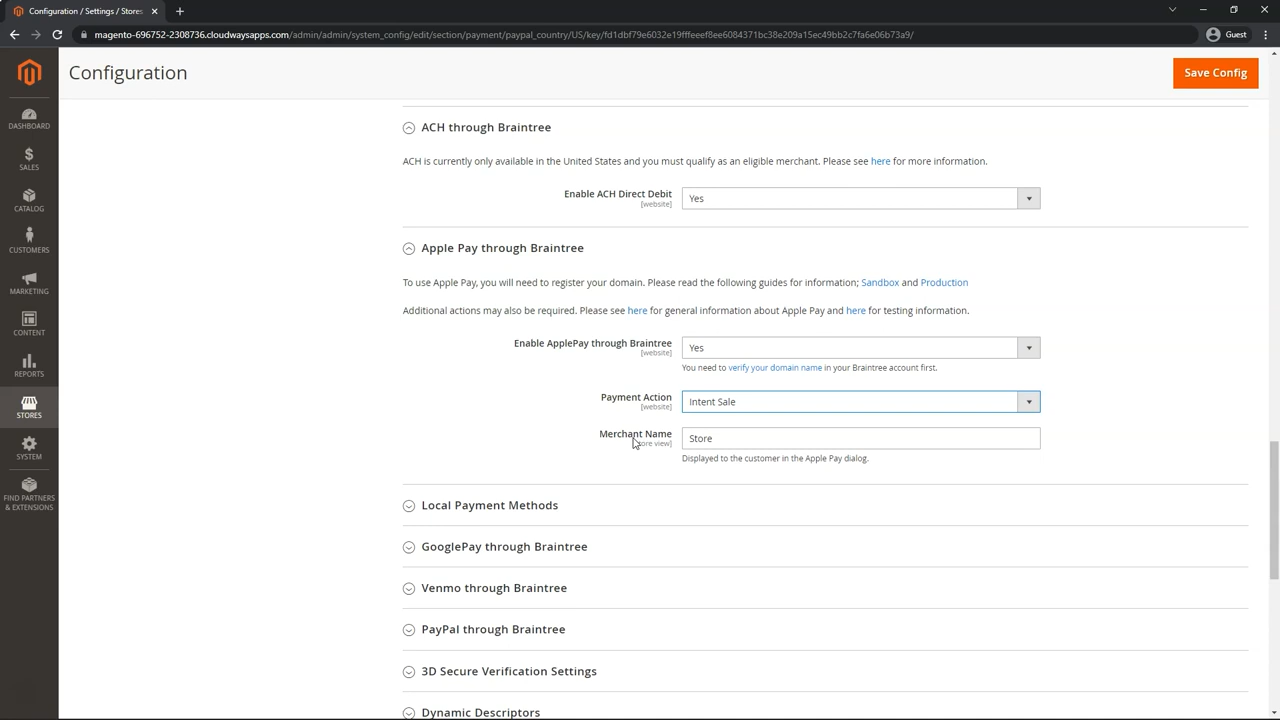 Configuration / Settings / Stores
magento-696752-2308736.cloudwaysapps.com/admin/admin/system_config/edit/section/payment/paypal_country/US/key/fd1dbf79e6032e19fffeeef8ee6084371bc38e209a15ec49bb2c7fa6e06b73a9/
Guest
Configuration
Save Config
DASHBOARD
SALES
CATALOG
CUSTOMERS
MARKETING
CONTENT
REPORTS
STORES
SYSTEM
FIND PARTNERS
& EXTENSIONS
ACH through Braintree
ACH is currently only available in the United States and you must qualify as an eligible merchant. Please see here for more information.
Enable ACH Direct Debit
[website]
Yes
Apple Pay through Braintree
To use Apple Pay, you will need to register your domain. Please read the following guides for information; Sandbox and Production
Additional actions may also be required. Please see here for general information about Apple Pay and here for testing information.
Enable ApplePay through Braintree
[website]
Yes
You need to verify your domain name in your Braintree account first.
Payment Action
[website]
Intent Sale
Merchant Name
[store view]
Store
Displayed to the customer in the Apple Pay dialog.
Local Payment Methods
GooglePay through Braintree
Venmo through Braintree
PayPal through Braintree
3D Secure Verification Settings
Dynamic Descriptors